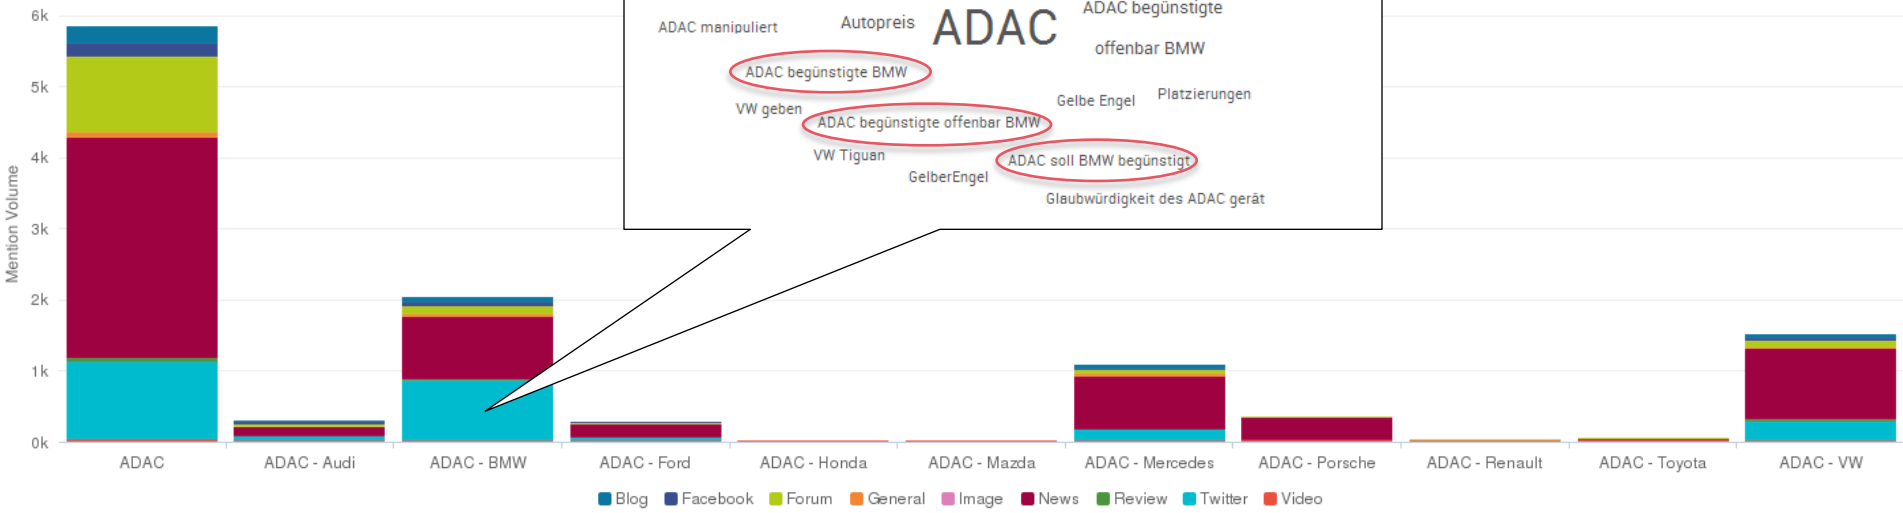 6k
5k
4k
3k
2k
1k
0k
Mention Volume
ADAC begünstigte
ADAC manipuliert
Autopreis
ADAC
offenbar BMW
ADAC begünstigte BMW
Gelbe Engel
Platzierungen
VW geben
ADAC begünstigte offenbar BMW
VW Tiguan
ADAC soll BMW begünstigt
GelberEngel
Glaubwürdigkeit des ADAC gerät
ADAC
ADAC - Audi
ADAC - BMW
ADAC - Ford
ADAC - Honda
ADAC - Mazda
ADAC - Mercedes
ADAC - Porsche
ADAC - Renault
ADAC - Toyota
ADAC - VW
Blog Facebook Forum General Image News Review Twitter Video